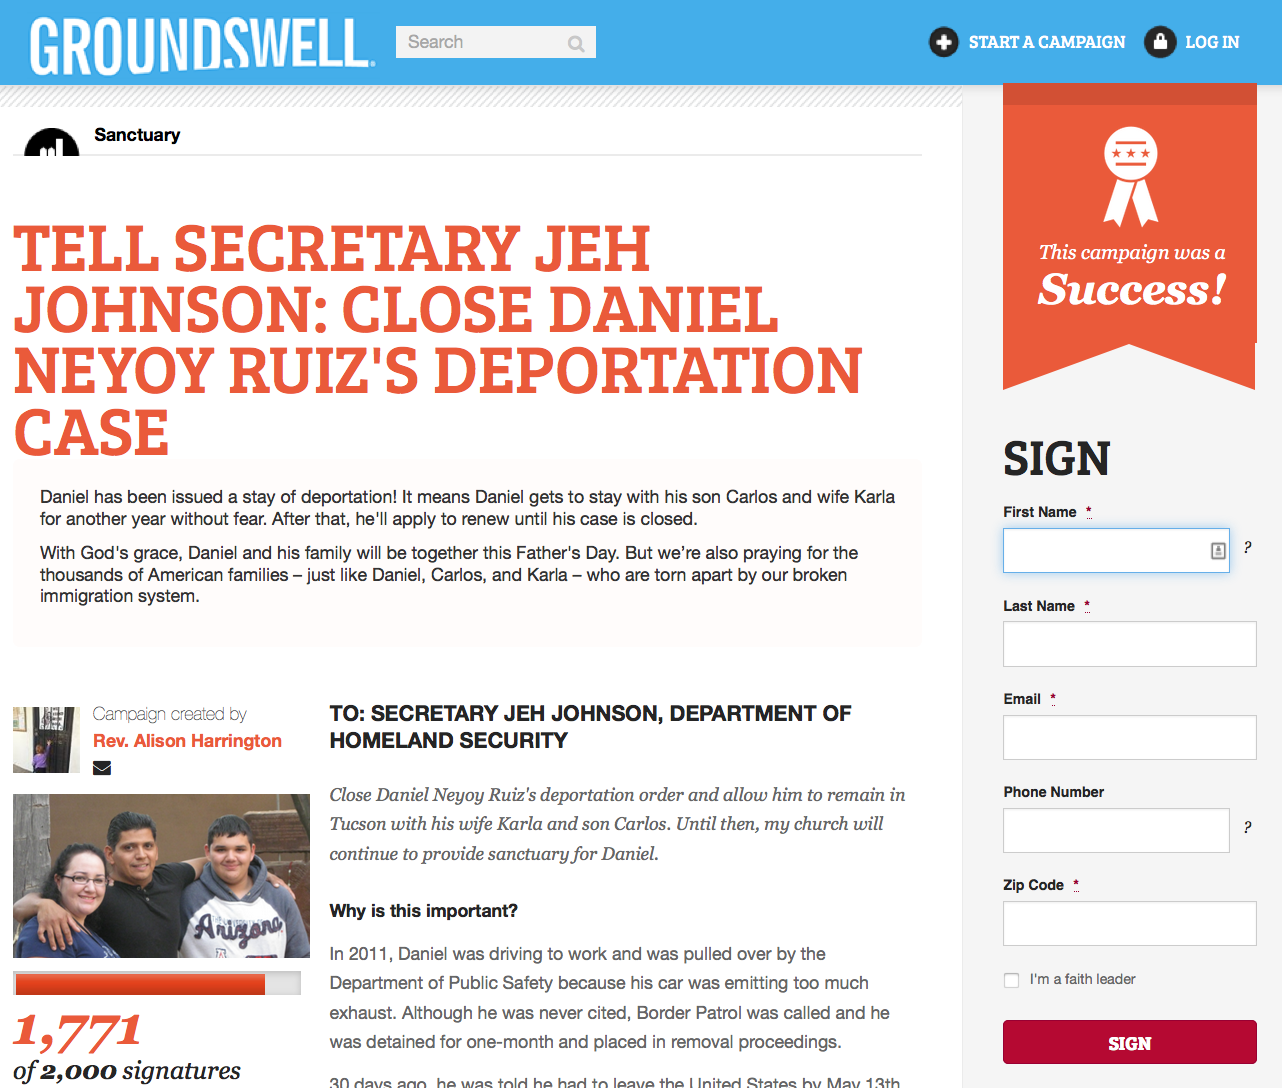 GROUNDSWELL.
Search
START A CAMPAIGN
LOG IN
Sanctuary
TELL SECRETARY JEH
JOHNSON: CLOSE DANIEL
NEYOY RUIZ'S DEPORTATION
CASE
Daniel has been issued a stay of deportation! It means Daniel gets to stay with his son Carlos and wife Karla
for another year without fear. After that, he'll apply to renew until his case is closed.
With God's grace, Daniel and his family will be together this Father's Day. But we’re also praying for the
thousands of American families – just like Daniel, Carlos, and Karla – who are torn apart by our broken
immigration system.
Campaign created by
Rev. Alison Harrington
Arizona
1,771
of 2,000 signatures
TO: SECRETARY JEH JOHNSON, DEPARTMENT OF
HOMELAND SECURITY
Close Daniel Neyoy Ruiz's deportation order and allow him to remain in
Tucson with his wife Karla and son Carlos. Until then, my church will
continue to provide sanctuary for Daniel.
Why is this important?
In 2011, Daniel was driving to work and was pulled over by the
Department of Public Safety because his car was emitting too much
exhaust. Although he was never cited, Border Patrol was called and he
was detained for one-month and placed in removal proceedings.
30 days ago, he was told he had to leave the United States by May 13th
This campaign was a
Success!
SIGN
First Name *
?
Last Name *
Email *
Phone Number
?
Zip Code *
I'm a faith leader
SIGN